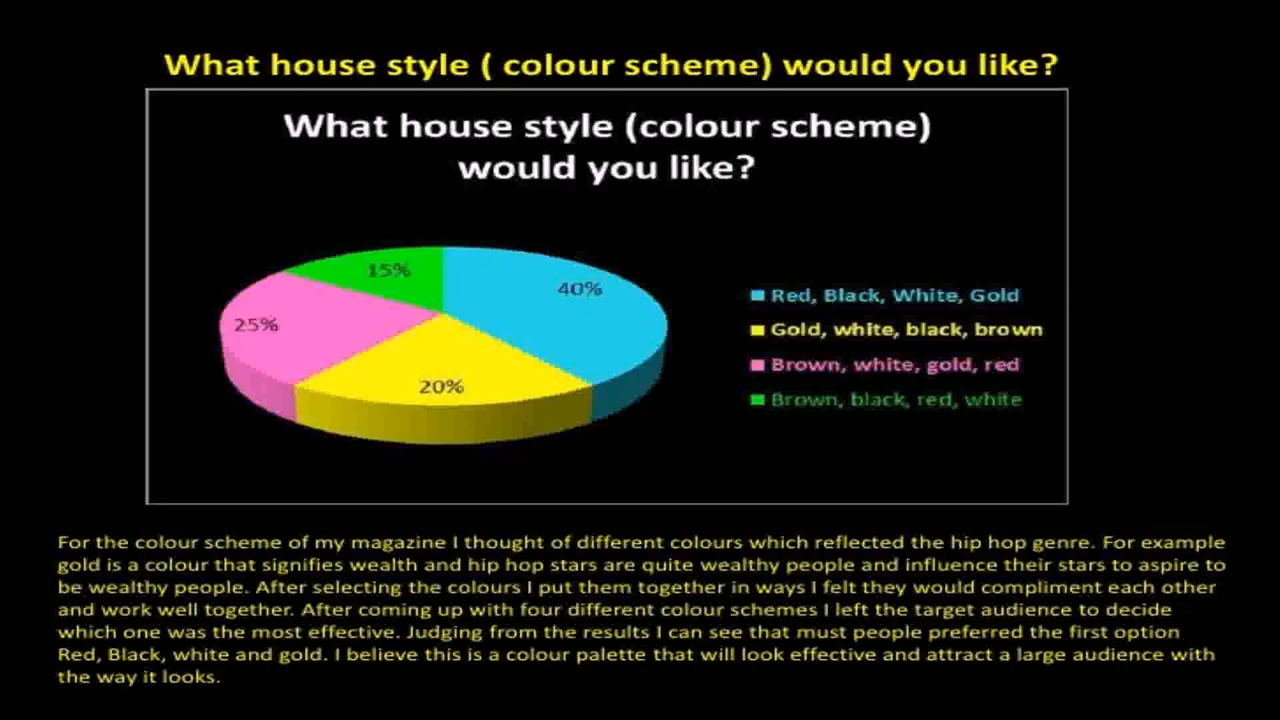 What house style ( colour scheme) would you like?
What house style (colour scheme)
would you like?
15%
40%
25%
20%
Red, Black, White, Gold
Gold, white, black, brown
Brown, white, gold, red
Brown, black, red, white
For the colour scheme of my magazine I thought of different colours which reflected the hip hop genre. For example
gold is a colour that signifies wealth and hip hop stars are quite wealthy people and influence their stars to aspire to
be wealthy people. After selecting the colours I put them together in ways I felt they would compliment each other
and work well together. After coming up with four different colour schemes I left the target audience to decide
which one was the most effective. Judging from the results I can see that must people preferred the first option
Red, Black, white and gold. I believe this is a colour palette that will look effective and attract a large audience with
the way it looks.